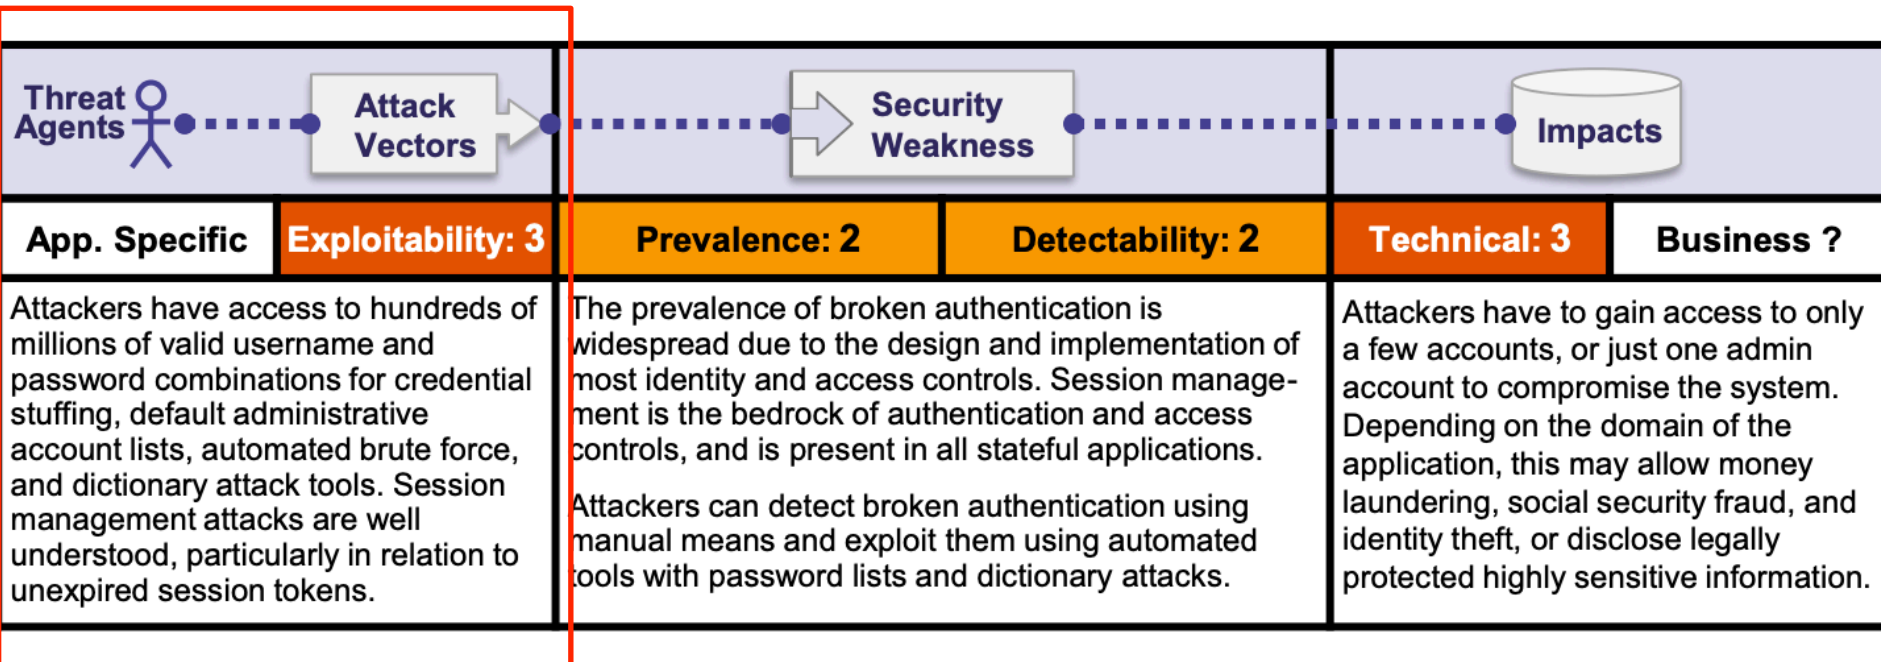 Threat
Agents
Attack
Vectors
Security
Weakness
Impacts
App. Specific
Exploitability: 3
Prevalence: 2
Detectability: 2
Technical: 3
Business ?
Attackers have access to hundreds of
millions of valid username and
password combinations for credential
stuffing, default administrative
account lists, automated brute force,
and dictionary attack tools. Session
management attacks are well
understood, particularly in relation to
unexpired session tokens.
The prevalence of broken authentication is
widespread due to the design and implementation of
most identity and access controls. Session manage-
ment is the bedrock of authentication and access
controls, and is present in all stateful applications.
Attackers can detect broken authentication using
manual means and exploit them using automated
tools with password lists and dictionary attacks.
Attackers have to gain access to only
a few accounts, or just one admin
account to compromise the system.
Depending on the domain of the
application, this may allow money
laundering, social security fraud, and
identity theft, or disclose legally
protected highly sensitive information.